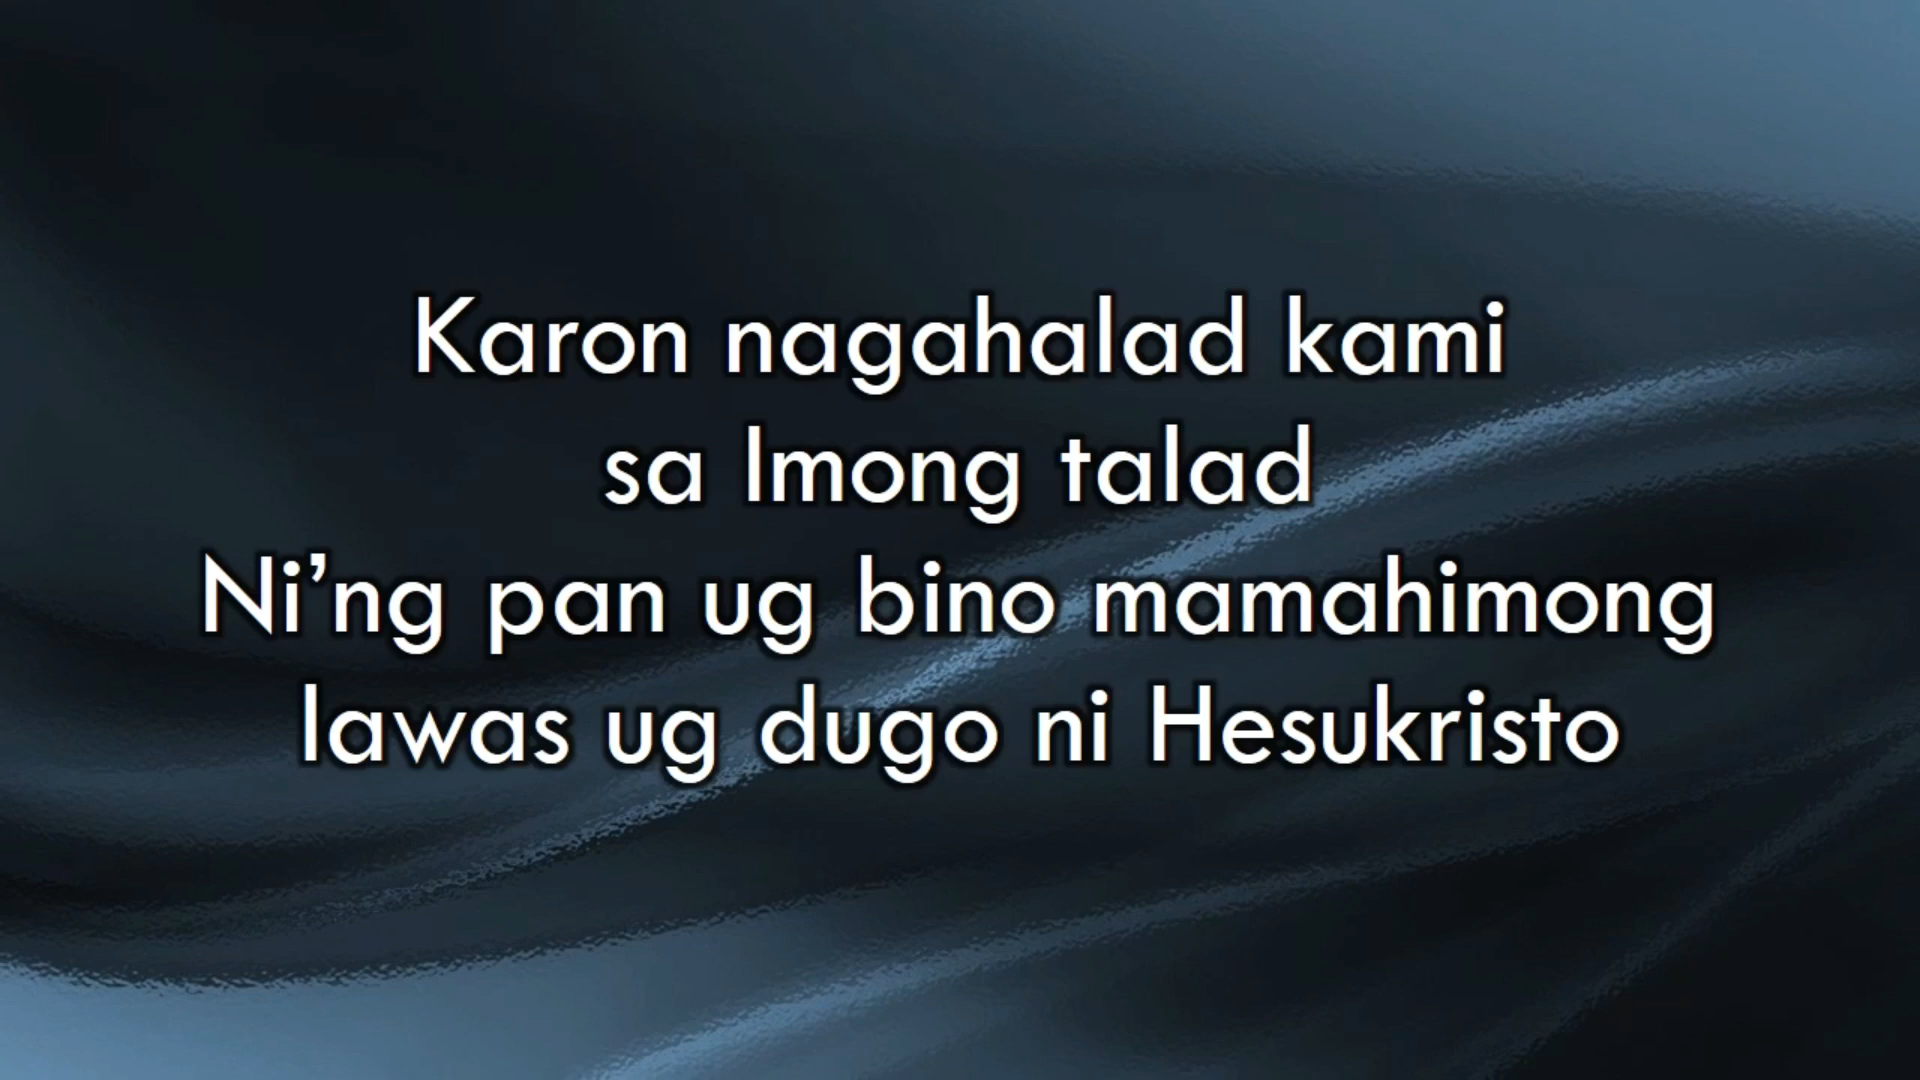 Karon nagahalad kami
sa Imong talad
Ni’ng pan ug bino mamahimong
lawas ug dugo ni Hesukristo